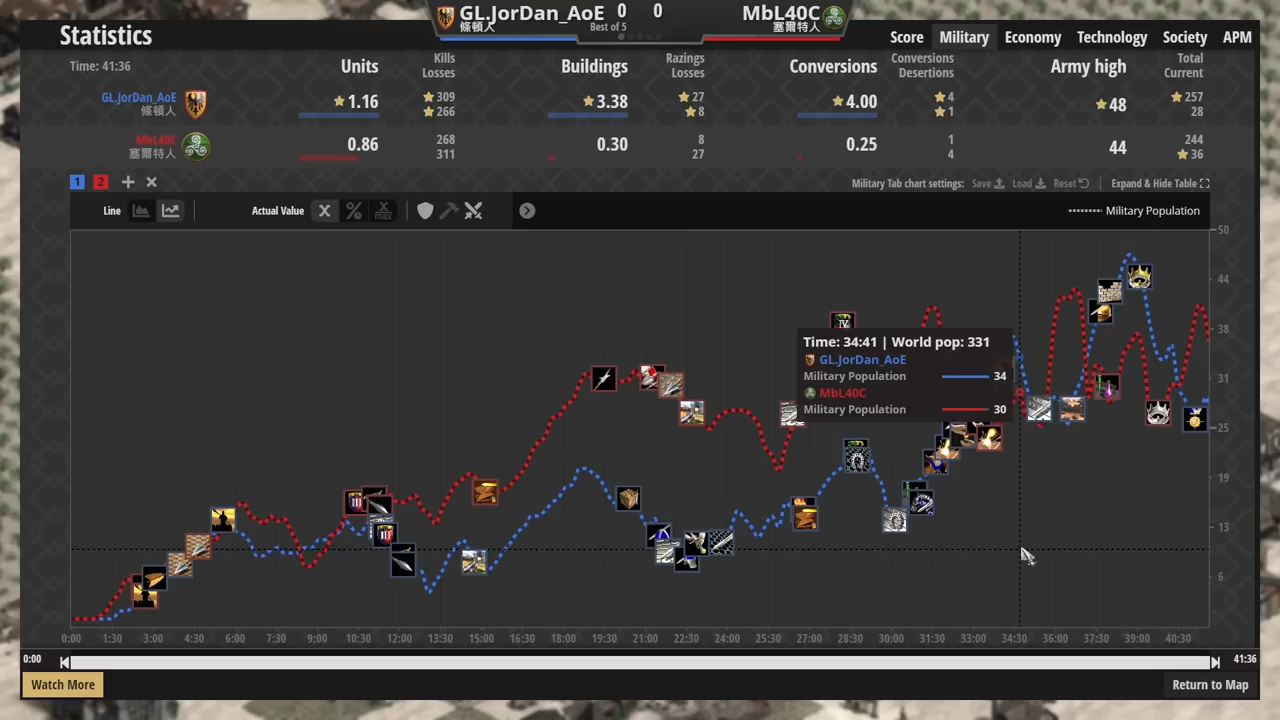 GL.JorDan_AoE 0 0 MbL40C
條頓人 Best of 5 塞爾特人
Statistics
Score Military Economy Technology Society APM
Time: 41:36
Units Kills Losses Buildings Razings Losses Conversions Conversions Desertions Army high Total Current
GL.JorDan_AoE 1.16 309 3.38 27 4.00 4 48 257
條頓人 266 8 1 28
MbL40C 0.86 268 0.30 8 0.25 1 44 244
塞爾特人 311 27 4 36
1 2
Military Tab chart settings: Save Load Reset Expand & Hide Table
Line Actual Value X % X/max Military Population
50
44
38
31
25
19
13
6
Time: 34:41 | World pop: 331
GL.JorDan_AoE
Military Population 34
MbL40C
Military Population 30
0:00 1:30 3:00 4:30 6:00 7:30 9:00 10:30 12:00 13:30 15:00 16:30 18:00 19:30 21:00 22:30 24:00 25:30 27:00 28:30 30:00 31:30 33:00 34:30 36:00 37:30 39:00 40:30
0:00 41:36
Watch More Return to Map